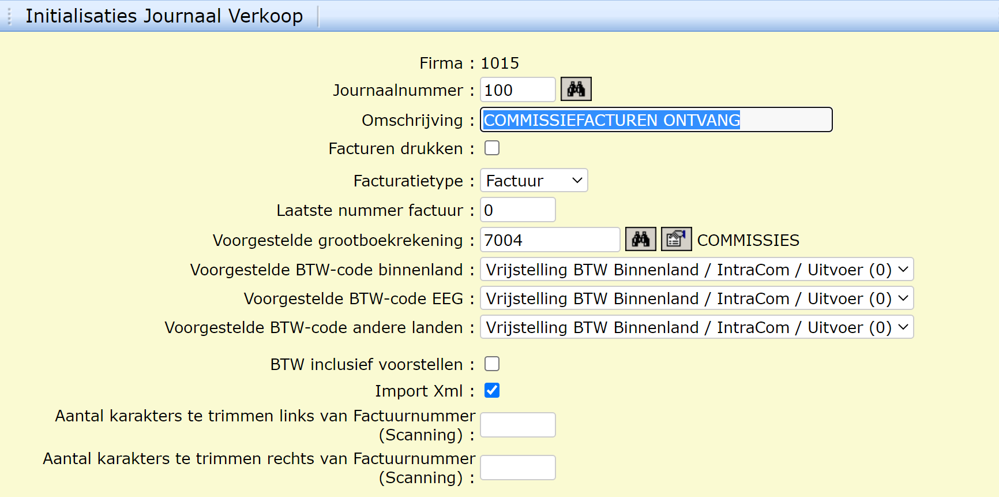 Initialisaties Journaal Verkoop
Firma : 1015
Journaalnummer : 100
Omschrijving : COMMISSIEFACTUREN ONTVANG
Facturen drukken :
Facturatietype : Factuur
Laatste nummer factuur : 0
Voorgestelde grootboekrekening : 7004 COMMISSIES
Voorgestelde BTW-code binnenland : Vrijstelling BTW Binnenland / IntraCom / Uitvoer (0)
Voorgestelde BTW-code EEG : Vrijstelling BTW Binnenland / IntraCom / Uitvoer (0)
Voorgestelde BTW-code andere landen : Vrijstelling BTW Binnenland / IntraCom / Uitvoer (0)
BTW inclusief voorstellen :
Import Xml :
Aantal karakters te trimmen links van Factuurnummer
(Scanning) :
Aantal karakters te trimmen rechts van Factuurnummer
(Scanning) :